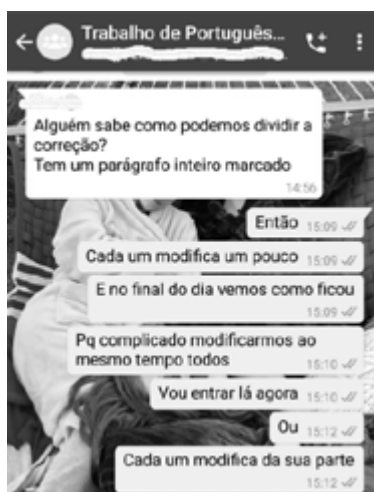 Trabalho de Português...
Alguém sabe como podemos dividir a
correção?
Tem um parágrafo inteiro marcado
14:56
Então 15:09
Cada um modifica um pouco 15:09
E no final do dia vemos como ficou
15:09
Pq complicado modificarmos ao
mesmo tempo todos 15:10
Vou entrar lá agora 15:10
Ou 15:12
Cada um modifica da sua parte
15:12